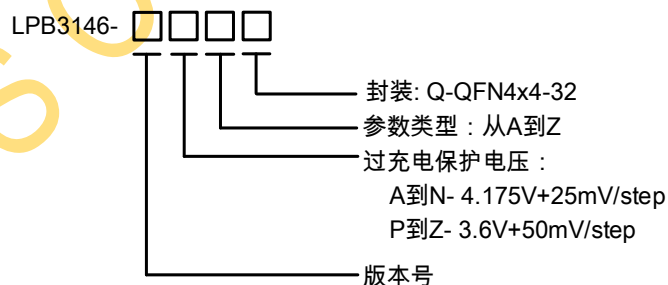 LPB3146-
封装: Q-QFN4x4-32
参数类型：从A到Z
过充电保护电压：
A到N- 4.175V+25mV/step
P到Z- 3.6V+50mV/step
版本号